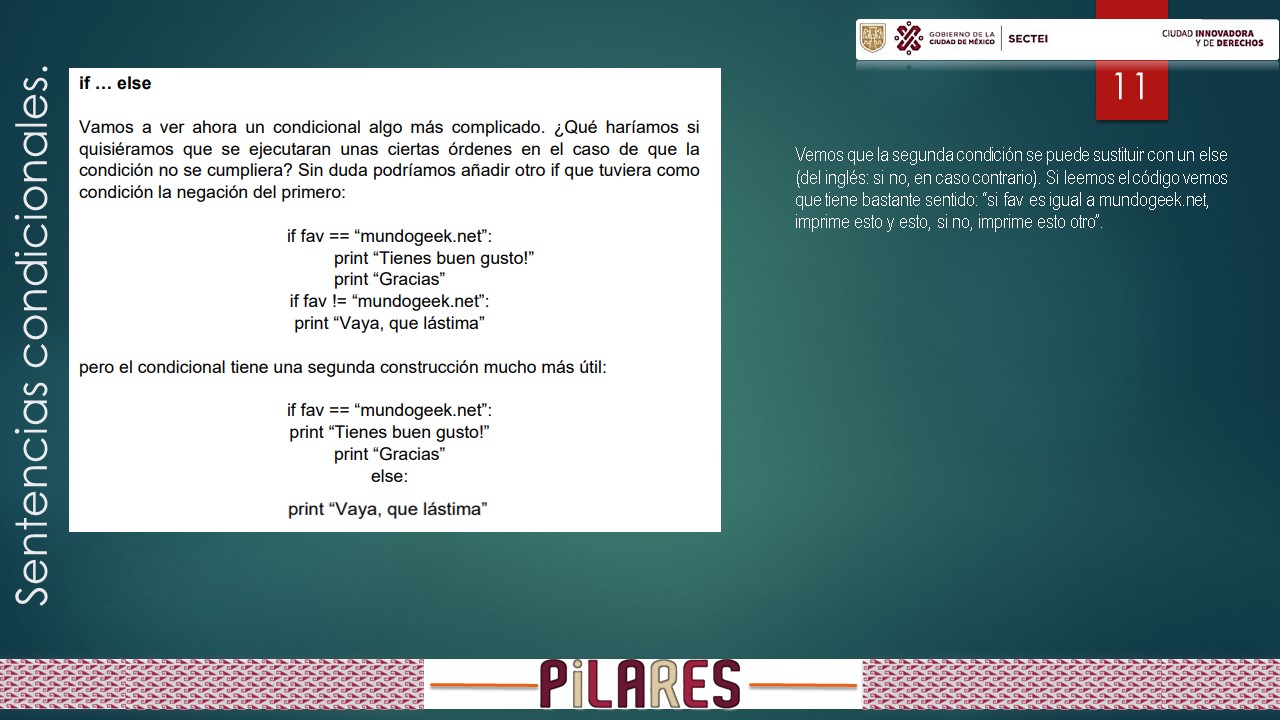 Sentencias condicionales.
if … else
Vamos a ver ahora un condicional algo más complicado. ¿Qué haríamos si
quisiéramos que se ejecutaran unas ciertas órdenes en el caso de que la
condición no se cumpliera? Sin duda podríamos añadir otro if que tuviera como
condición la negación del primero:
if fav == “mundogeek.net”:
print “Tienes buen gusto!”
print “Gracias”
if fav != “mundogeek.net”:
print “Vaya, que lástima”
pero el condicional tiene una segunda construcción mucho más útil:
if fav == “mundogeek.net”:
print “Tienes buen gusto!”
print “Gracias”
else:
print “Vaya, que lástima”
GOBIERNO DE LA
CIUDAD DE MÉXICO
SECTEI
CIUDAD INNOVADORA
Y DE DERECHOS
11
Vemos que la segunda condición se puede sustituir con un else
(del inglés: si no, en caso contrario). Si leemos el código vemos
que tiene bastante sentido: “si fav es igual a mundogeek.net,
imprime esto y esto, si no, imprime esto otro”.
PiLARES